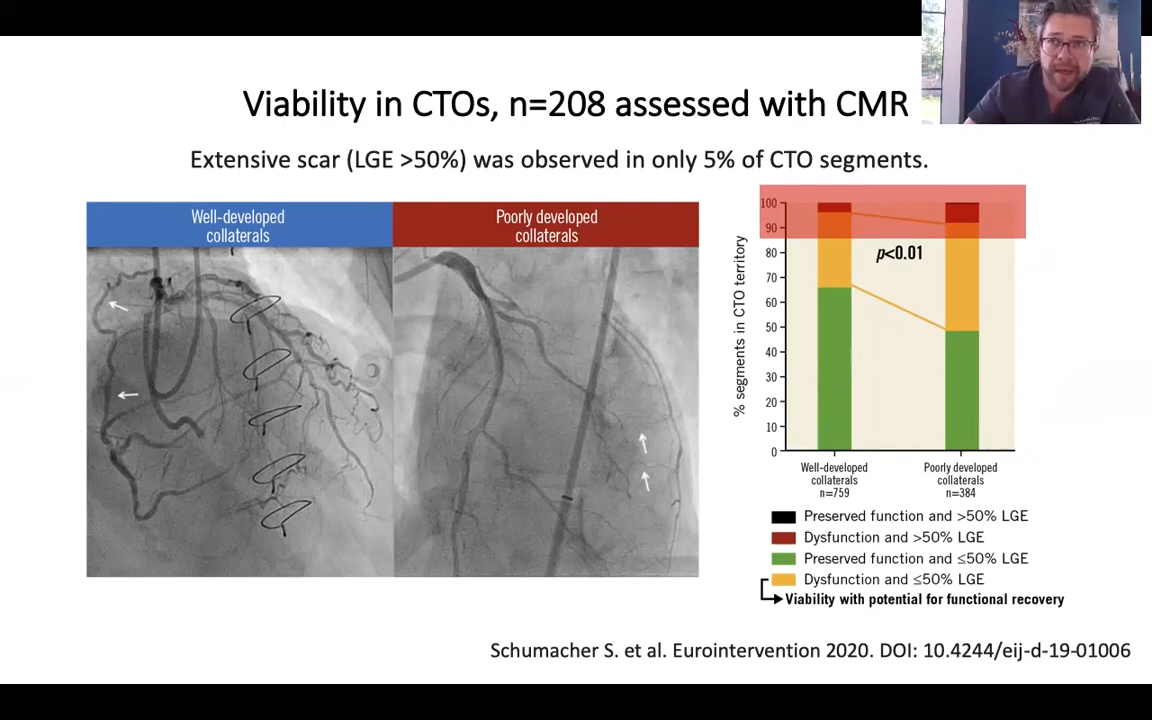 Viability in CTOs, n=208 assessed with CMR
Extensive scar (LGE >50%) was observed in only 5% of CTO segments.
Well-developed
collaterals
Poorly developed
collaterals
% segments in CTO territory
100
90
80
70
60
50
40
30
20
10
0
p<0.01
Well-developed
collaterals
n=759
Poorly developed
collaterals
n=384
Preserved function and >50% LGE
Dysfunction and >50% LGE
Preserved function and ≤50% LGE
Dysfunction and ≤50% LGE
Viability with potential for functional recovery
Schumacher S. et al. Eurointervention 2020. DOI: 10.4244/eij-d-19-01006